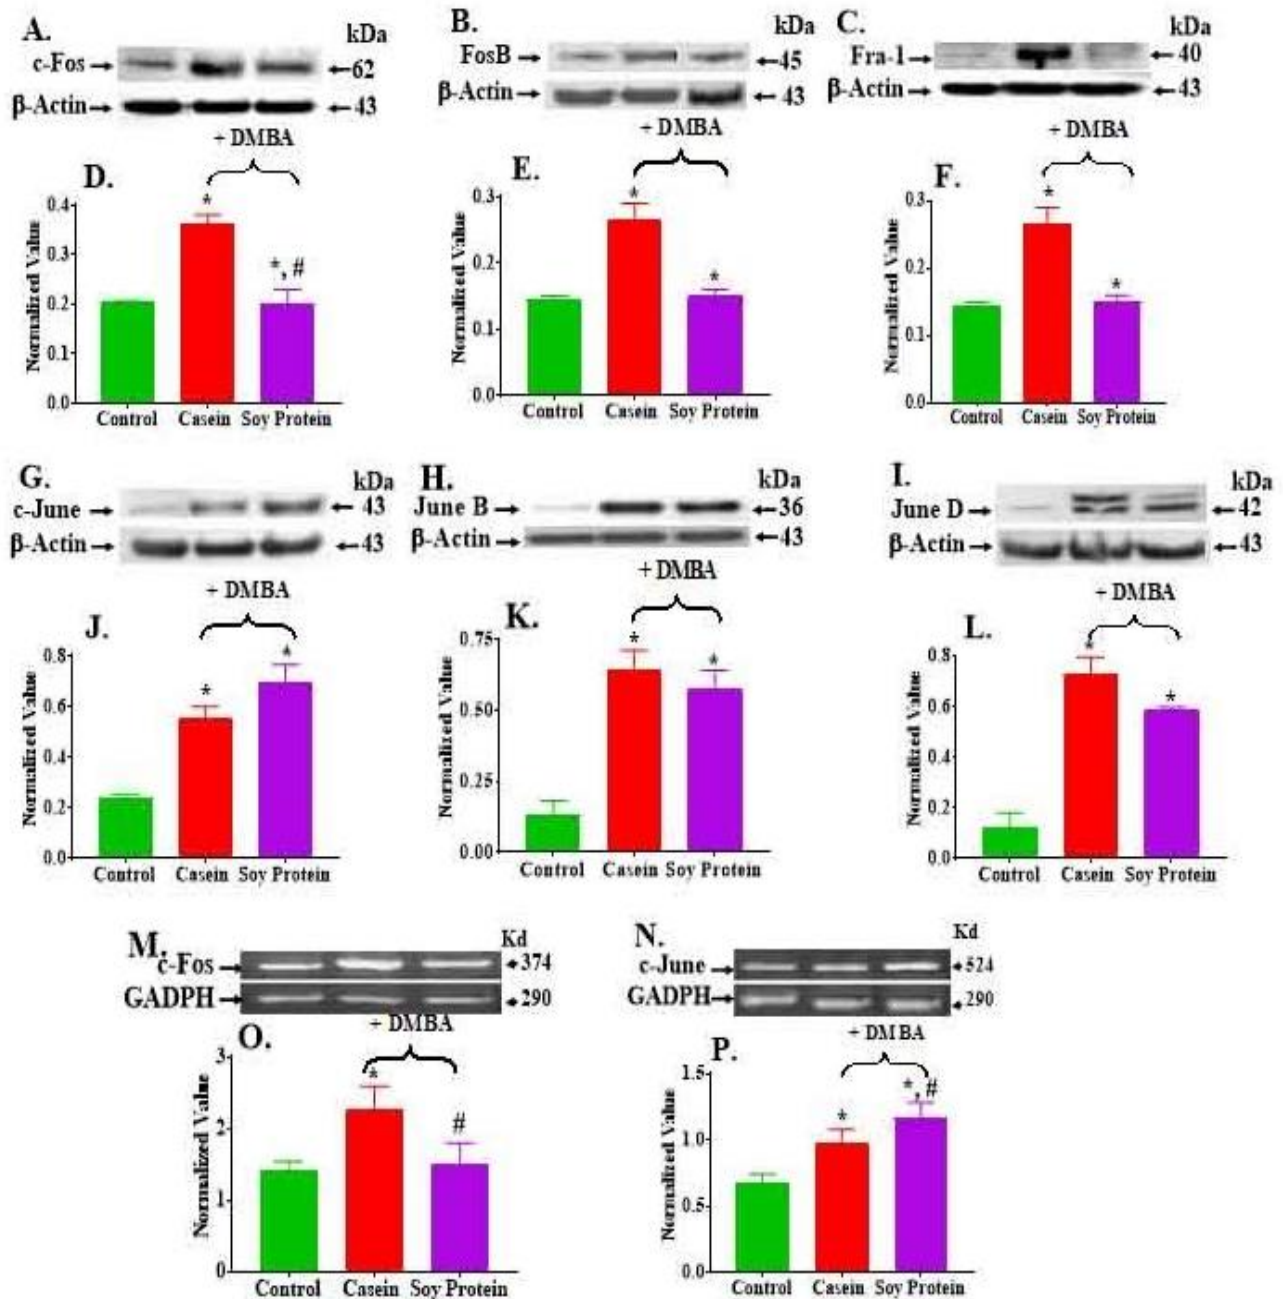 A.
kDa
c-Fos
62
β-Actin
43
+ DMBA
B.
FosB
45
β-Actin
43
+ DMBA
C.
kDa
Fra-1
40
β-Actin
43
+ DMBA
D.
Normalized Value
0.4
0.3
0.2
0.1
0.0
*
*, #
Control Casein Soy Protein
E.
Normalized Value
0.3
0.2
0.1
0.0
*
*
Control Casein Soy Protein
F.
Normalized Value
0.3
0.2
0.1
0.0
*
*
Control Casein Soy Protein
G.
kDa
c-June
43
β-Actin
43
+ DMBA
H.
kDa
June B
36
β-Actin
43
+ DMBA
I.
kDa
June D
42
β-Actin
43
+ DMBA
J.
Normalized Value
0.8
0.6
0.4
0.2
0.0
*
*
Control Casein Soy Protein
K.
Normalized Value
0.75
0.50
0.25
0.00
*
*
Control Casein Soy Protein
L.
Normalized Value
0.8
0.6
0.4
0.2
0.0
*
*
Control Casein Soy Protein
M.
Kd
c-Fos
374
GADPH
290
+ DMBA
N.
Kd
c-June
524
GADPH
290
+ DMBA
O.
Normalized Value
3
2
1
0
*
#
Control Casein Soy Protein
P.
Normalized Value
1.5
1.0
0.5
0.0
*
*, #
Control Casein Soy Protein